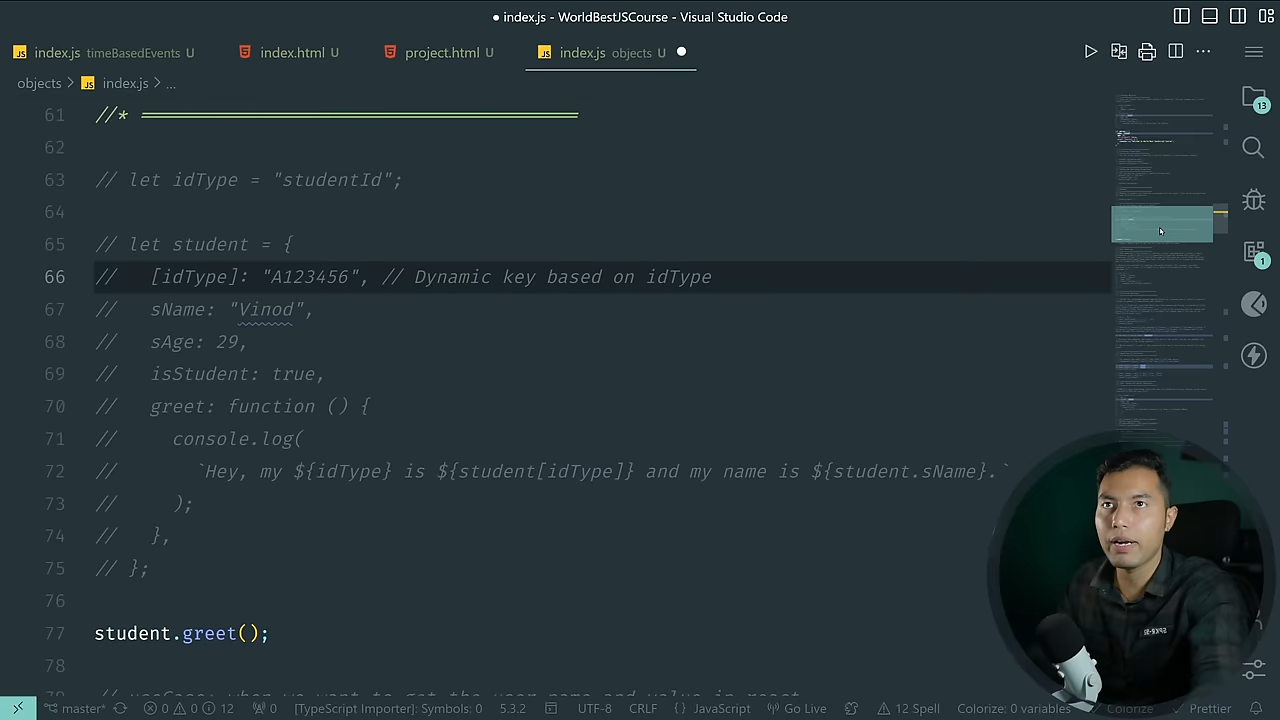 index.js - WorldBestJSCourse - Visual Studio Code
index.js timeBasedEvents U
index.html U
project.html U
index.js objects U
objects > JS index.js > ...
61 //* ═══════════════════════════════════════
62
63 // let idType = "studentId";
64
65 // let student = {
66 //   [idType]: "A123456", // Dynamic key based on idType
67 //   sName: "Vinod",
68 //   sAge: 29,
69 //   isStudent: true,
70 //   greet: function () {
71 //     console.log(
72 //       `Hey, my ${idType} is ${student[idType]} and my name is ${student.sName}.`
73 //     );
74 //   },
75 // };
76
77 student.greet();
78
13
1
master* 0 0 12 0 [TypeScript Importer]: Symbols: 0 5.3.2 UTF-8 CRLF { } JavaScript Go Live 12 Spell Colorize: 0 variables Colorize Prettier